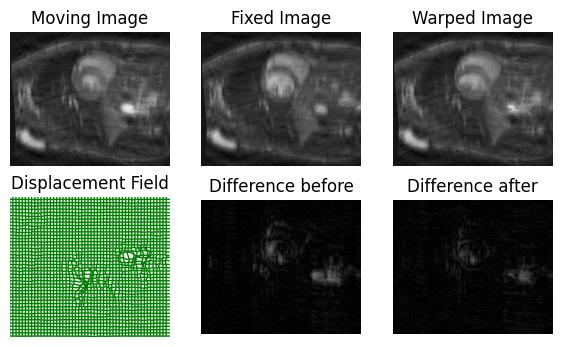 Moving Image
Fixed Image
Warped Image
Displacement Field
Difference before
Difference after